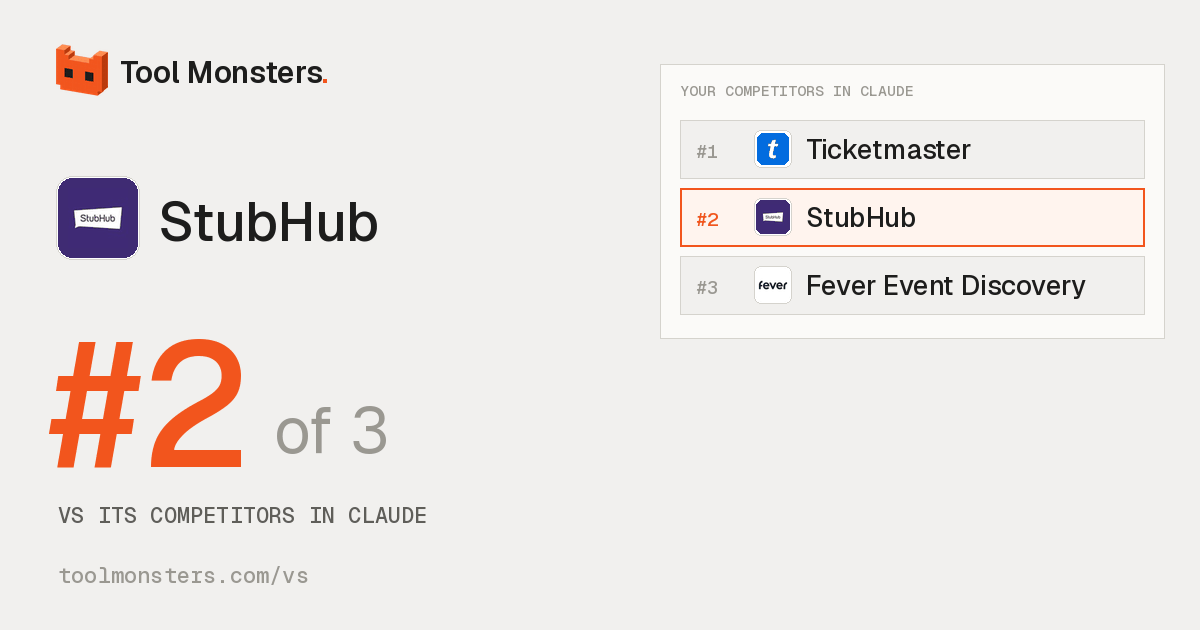 Tool Monsters.
StubHub
StubHub
#2 of 3
VS ITS COMPETITORS IN CLAUDE
toolmonsters.com/vs
YOUR COMPETITORS IN CLAUDE
#1 t Ticketmaster
#2 StubHub StubHub
#3 fever Fever Event Discovery